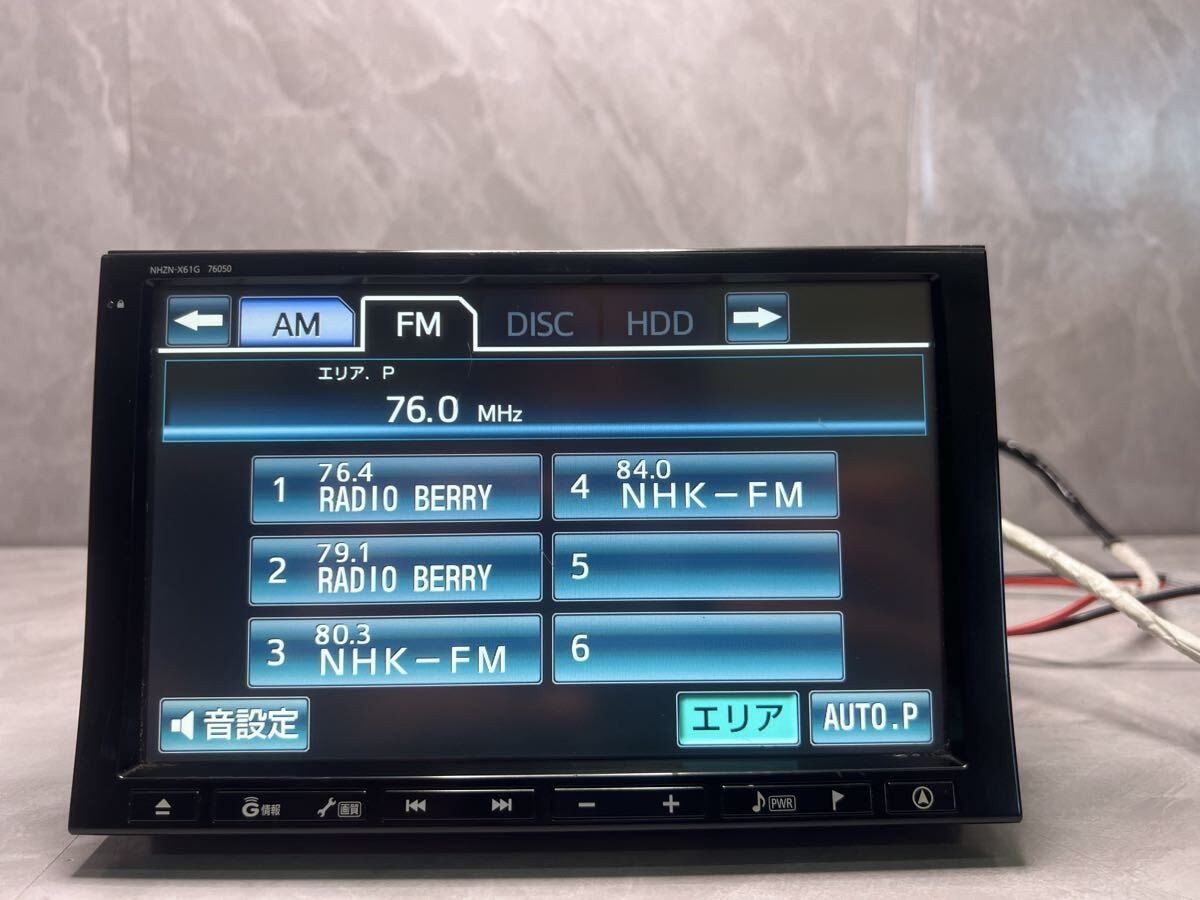 NHZN-X61G 76050
AM FM DISC HDD
エリア. P
76.0 MHz
1 76.4
RADIO BERRY
4 84.0
NHK-FM
2 79.1
RADIO BERRY
5
3 80.3
NHK-FM
6
音設定 エリア AUTO.P
G情報 画質 − + ♪ PWR